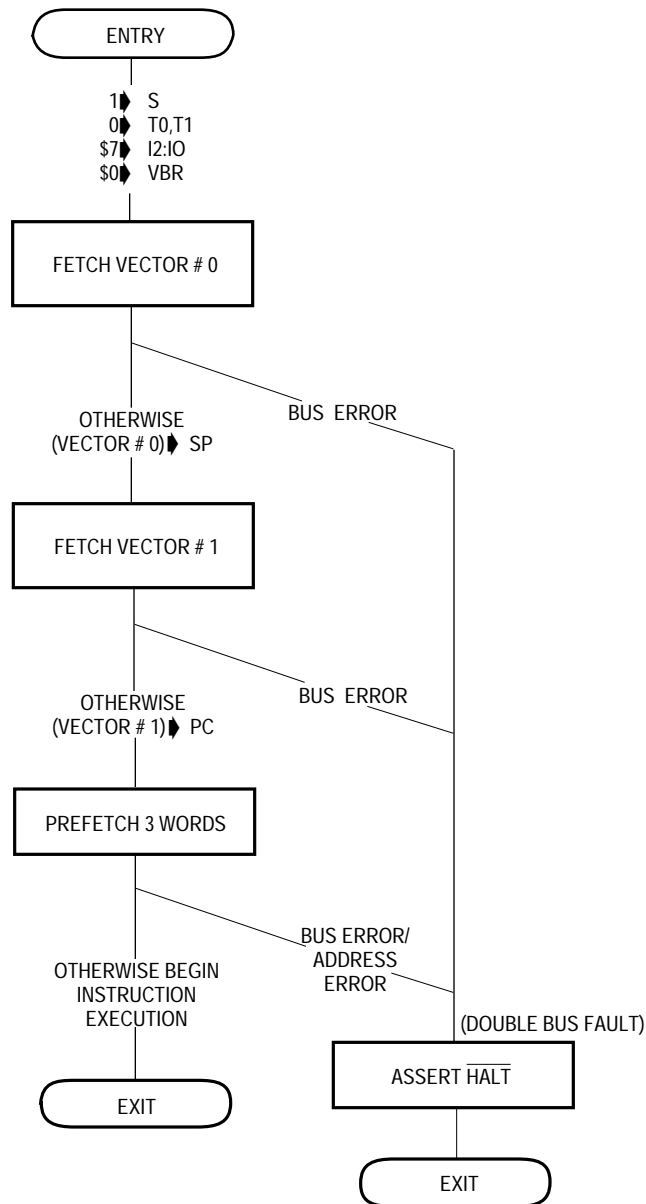 ENTRY
1 S
0 T0,T1
$7 I2:IO
$0 VBR
FETCH VECTOR # 0
BUS ERROR
OTHERWISE
(VECTOR # 0) SP
FETCH VECTOR # 1
BUS ERROR
OTHERWISE
(VECTOR # 1) PC
PREFETCH 3 WORDS
BUS ERROR/
ADDRESS
ERROR
OTHERWISE BEGIN
INSTRUCTION
EXECUTION
(DOUBLE BUS FAULT)
ASSERT HALT
EXIT
EXIT